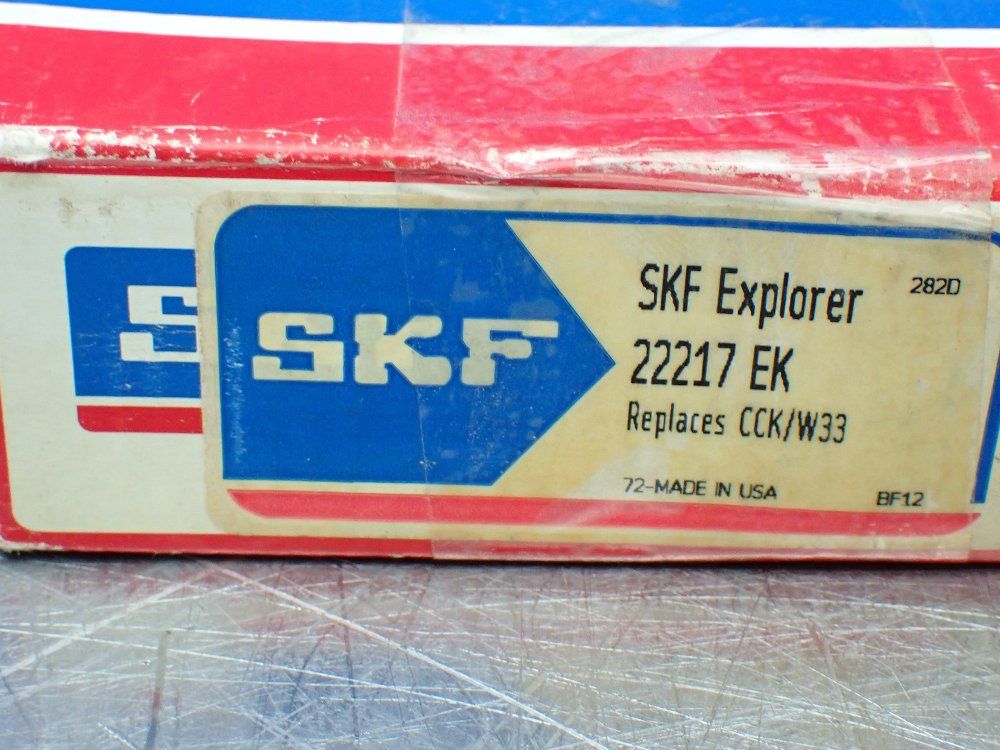 S
SKF
SKF Explorer
282D
22217 EK
Replaces CCK/W33
72-MADE IN USA
BF12